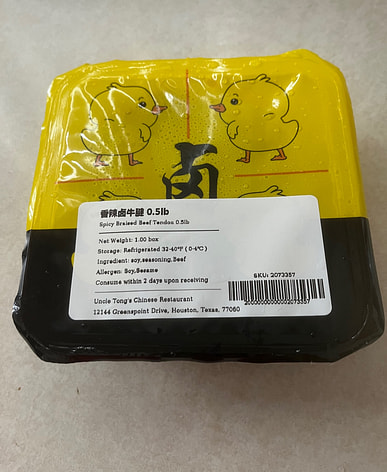 卤
香辣卤牛腱 0.5lb
Spicy Braised Beef Tendon 0.5lb
Net Weight: 1.00 box
Storage: Refrigerated 32-40°F ( 0-4°C )
Ingredient: soy,seasoning,Beef
Allergen: Soy,Sesame
Consume within 2 days upon receiving
SKU: 2073357
2000000000002073357
Uncle Tong's Chinese Restaurant
12144 Greenspoint Drive, Houston, Texas, 77060